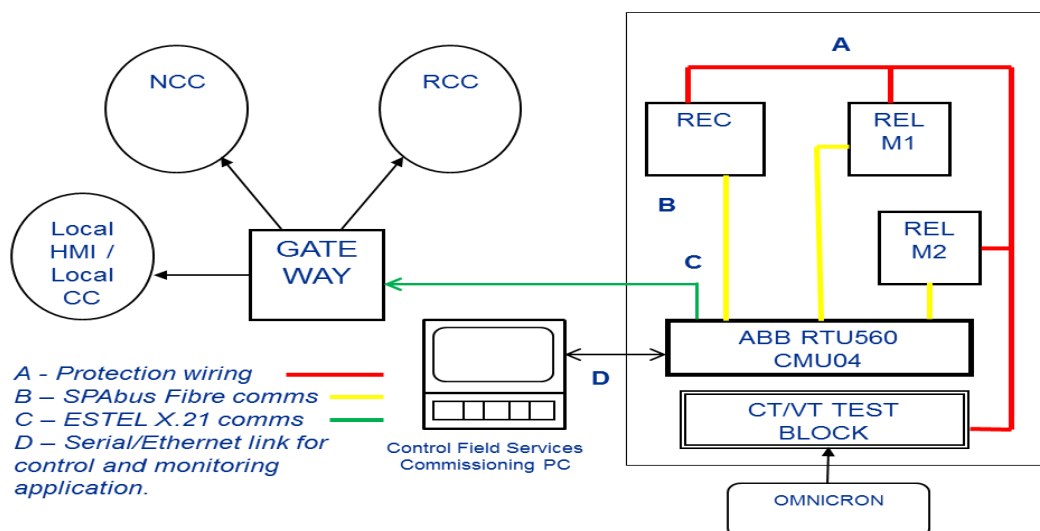 A
NCC
RCC
REC
REL
M1
B
Local
HMI /
Local
CC
GATE
WAY
REL
M2
C
ABB RTU560
CMU04
D
A - Protection wiring
B – SPAbus Fibre comms
C – ESTEL X.21 comms
D – Serial/Ethernet link for
control and monitoring
application.
Control Field Services
Commissioning PC
CT/VT TEST
BLOCK
OMNICRON